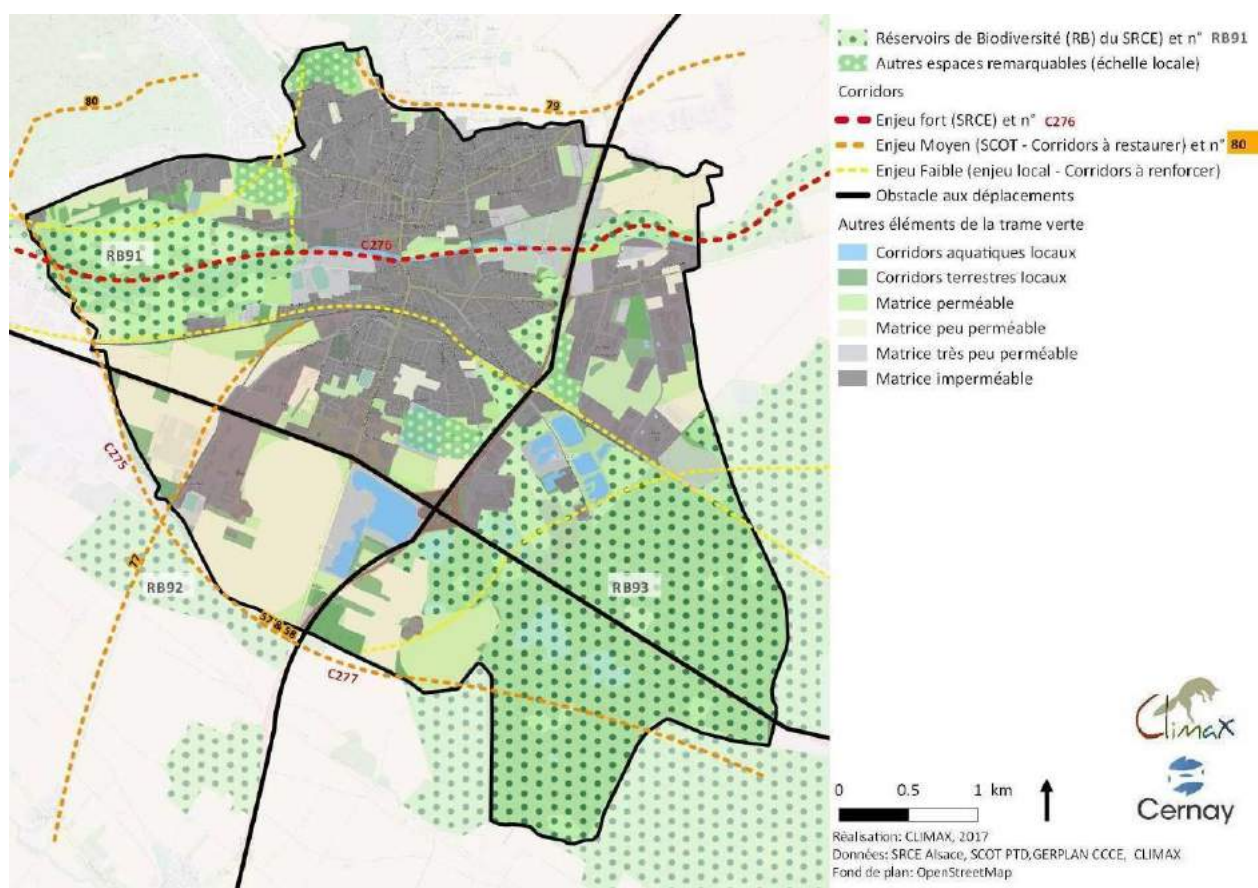 80
79
C276
RB91
C275
77
RB92
57 & 58
C277
RB93
Réservoirs de Biodiversité (RB) du SRCE) et n° RB91
Autres espaces remarquables (échelle locale)
Corridors
Enjeu fort (SRCE) et n° C276
Enjeu Moyen (SCOT - Corridors à restaurer) et n° 80
Enjeu Faible (enjeu local - Corridors à renforcer)
Obstacle aux déplacements
Autres éléments de la trame verte
Corridors aquatiques locaux
Corridors terrestres locaux
Matrice perméable
Matrice peu perméable
Matrice très peu perméable
Matrice imperméable
Climax
Cernay
0 0.5 1 km
Réalisation: CLIMAX, 2017
Données: SRCE Alsace, SCOT PTD,GERPLAN CCCE, CLIMAX
Fond de plan: OpenStreetMap